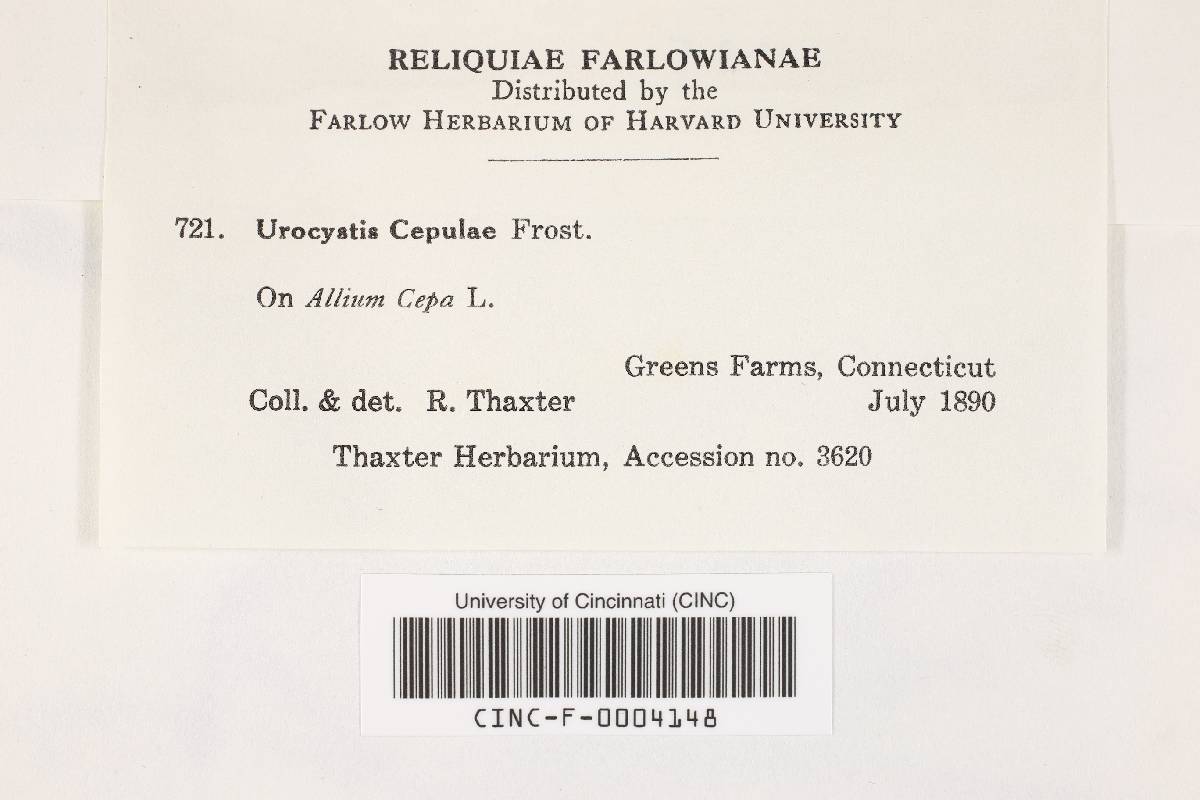 RELIQUIAE FARLOWIANAE
Distributed by the
FARLOW HERBARIUM OF HARVARD UNIVERSITY
721. Urocystis Cepulae Frost.
On Allium Cepa L.
Greens Farms, Connecticut
Coll. & det. R. Thaxter July 1890
Thaxter Herbarium, Accession no. 3620
University of Cincinnati (CINC)
CINC-F-0004148